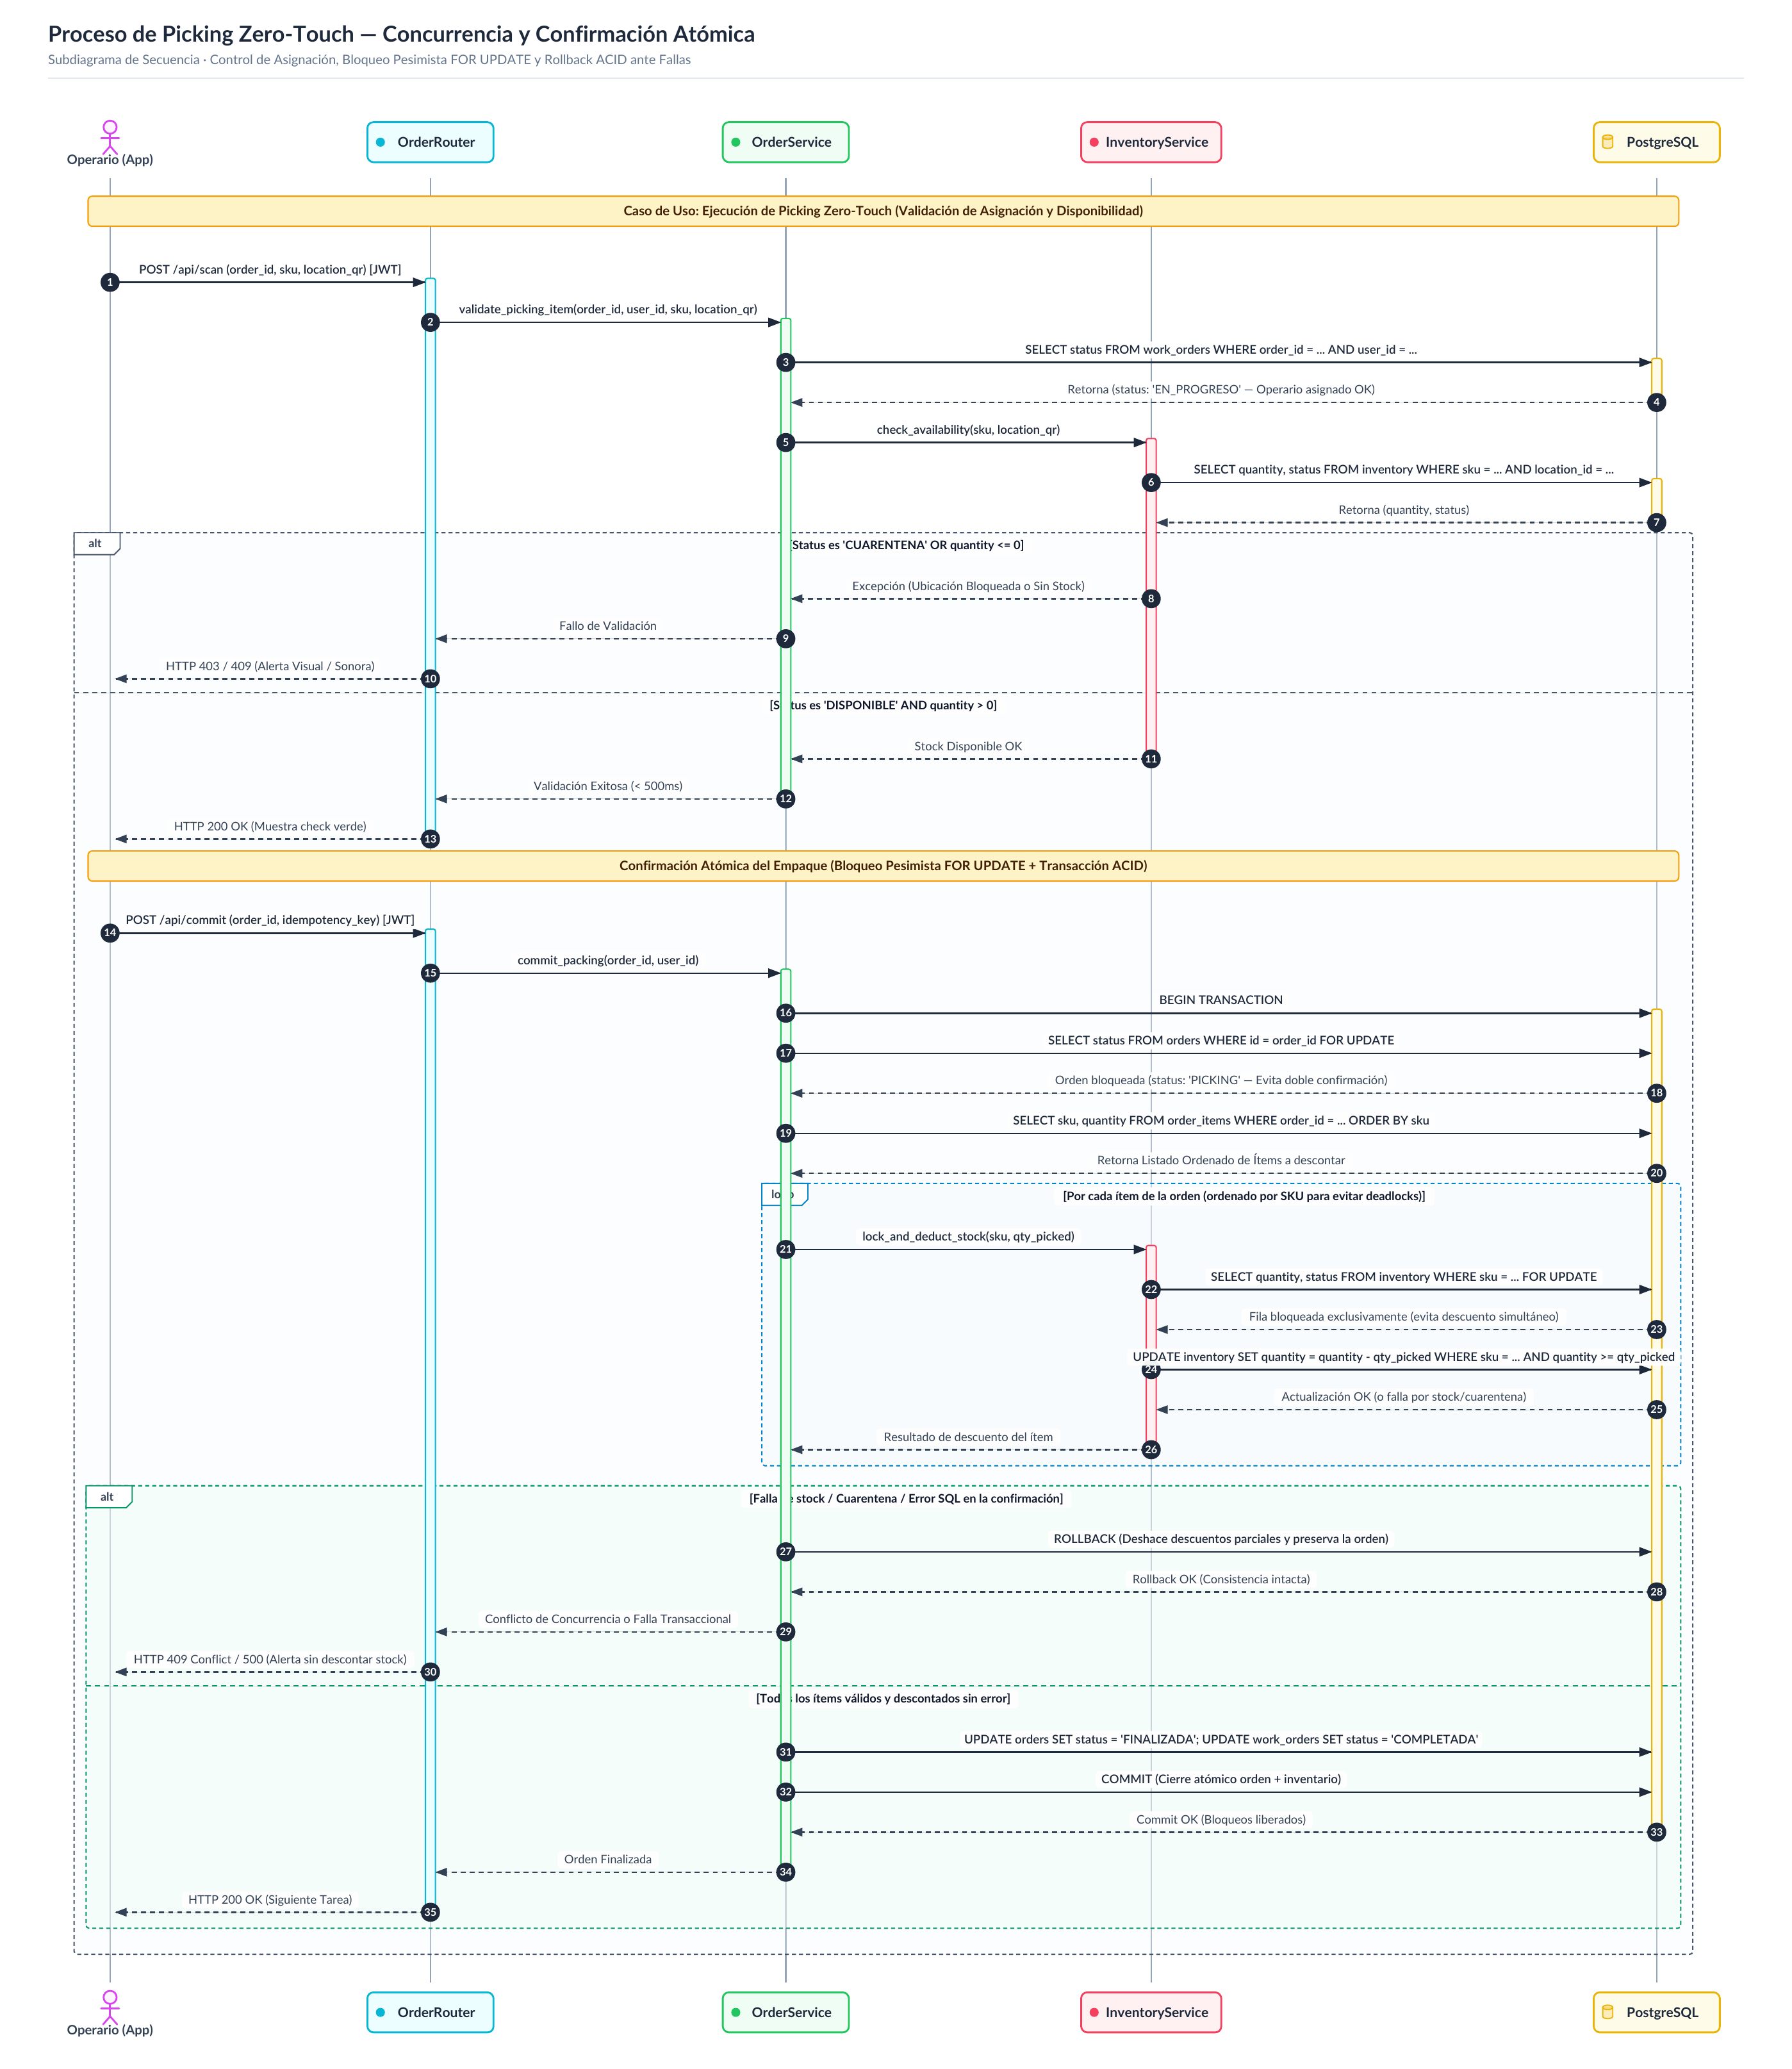 Proceso de Picking Zero-Touch — Concurrencia y Confirmación Atómica
Subdiagrama de Secuencia · Control de Asignación, Bloqueo Pesimista FOR UPDATE y Rollback ACID ante Fallas
Operario (App)
OrderRouter
OrderService
InventoryService
PostgreSQL
Caso de Uso: Ejecución de Picking Zero-Touch (Validación de Asignación y Disponibilidad)
POST /api/scan (order_id, sku, location_qr) [JWT]
1
validate_picking_item(order_id, user_id, sku, location_qr)
2
SELECT status FROM work_orders WHERE order_id = ... AND user_id = ...
3
Retorna (status: 'EN_PROGRESO' — Operario asignado OK)
4
check_availability(sku, location_qr)
5
SELECT quantity, status FROM inventory WHERE sku = ... AND location_id = ...
6
Retorna (quantity, status)
7
alt
[Status es 'CUARENTENA' OR quantity <= 0]
Excepción (Ubicación Bloqueada o Sin Stock)
8
Fallo de Validación
9
HTTP 403 / 409 (Alerta Visual / Sonora)
10
[Status es 'DISPONIBLE' AND quantity > 0]
Stock Disponible OK
11
Validación Exitosa (< 500ms)
12
HTTP 200 OK (Muestra check verde)
13
Confirmación Atómica del Empaque (Bloqueo Pesimista FOR UPDATE + Transacción ACID)
POST /api/commit (order_id, idempotency_key) [JWT]
14
commit_packing(order_id, user_id)
15
BEGIN TRANSACTION
16
SELECT status FROM orders WHERE id = order_id FOR UPDATE
17
Orden bloqueada (status: 'PICKING' — Evita doble confirmación)
18
SELECT sku, quantity FROM order_items WHERE order_id = ... ORDER BY sku
19
Retorna Listado Ordenado de Ítems a descontar
20
loop
[Por cada ítem de la orden (ordenado por SKU para evitar deadlocks)]
lock_and_deduct_stock(sku, qty_picked)
21
SELECT quantity, status FROM inventory WHERE sku = ... FOR UPDATE
22
Fila bloqueada exclusivamente (evita descuento simultáneo)
23
UPDATE inventory SET quantity = quantity - qty_picked WHERE sku = ... AND quantity >= qty_picked
24
Actualización OK (o falla por stock/cuarentena)
25
Resultado de descuento del ítem
26
alt
[Falla de stock / Cuarentena / Error SQL en la confirmación]
ROLLBACK (Deshace descuentos parciales y preserva la orden)
27
Rollback OK (Consistencia intacta)
28
Conflicto de Concurrencia o Falla Transaccional
29
HTTP 409 Conflict / 500 (Alerta sin descontar stock)
30
[Todos los ítems válidos y descontados sin error]
UPDATE orders SET status = 'FINALIZADA'; UPDATE work_orders SET status = 'COMPLETADA'
31
COMMIT (Cierre atómico orden + inventario)
32
Commit OK (Bloqueos liberados)
33
Orden Finalizada
34
HTTP 200 OK (Siguiente Tarea)
35
Operario (App)
OrderRouter
OrderService
InventoryService
PostgreSQL